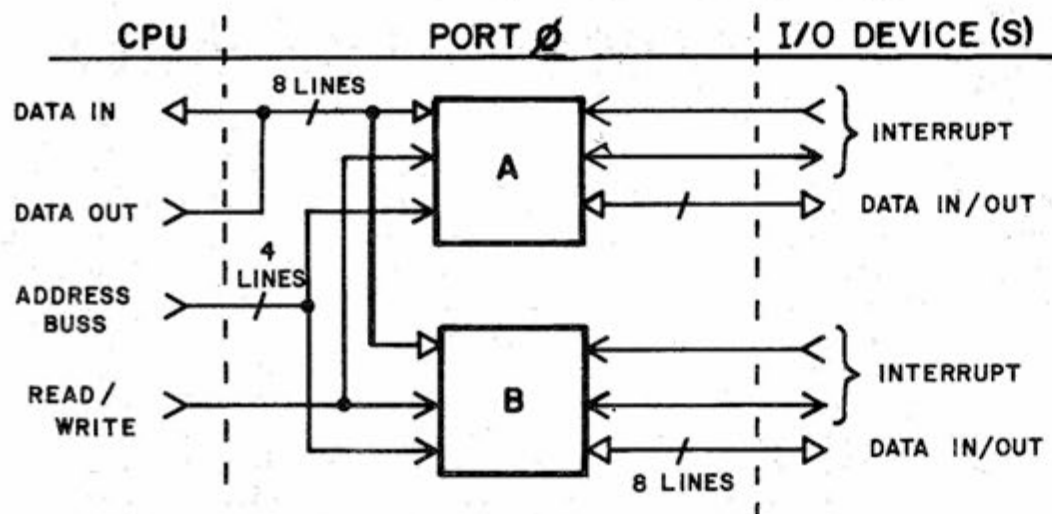 CPU
PORT Ø
I/O DEVICE (S)
DATA IN
8 LINES
A
INTERRUPT
DATA OUT
DATA IN/OUT
4
LINES
ADDRESS
BUSS
READ/
WRITE
B
INTERRUPT
DATA IN/OUT
8 LINES